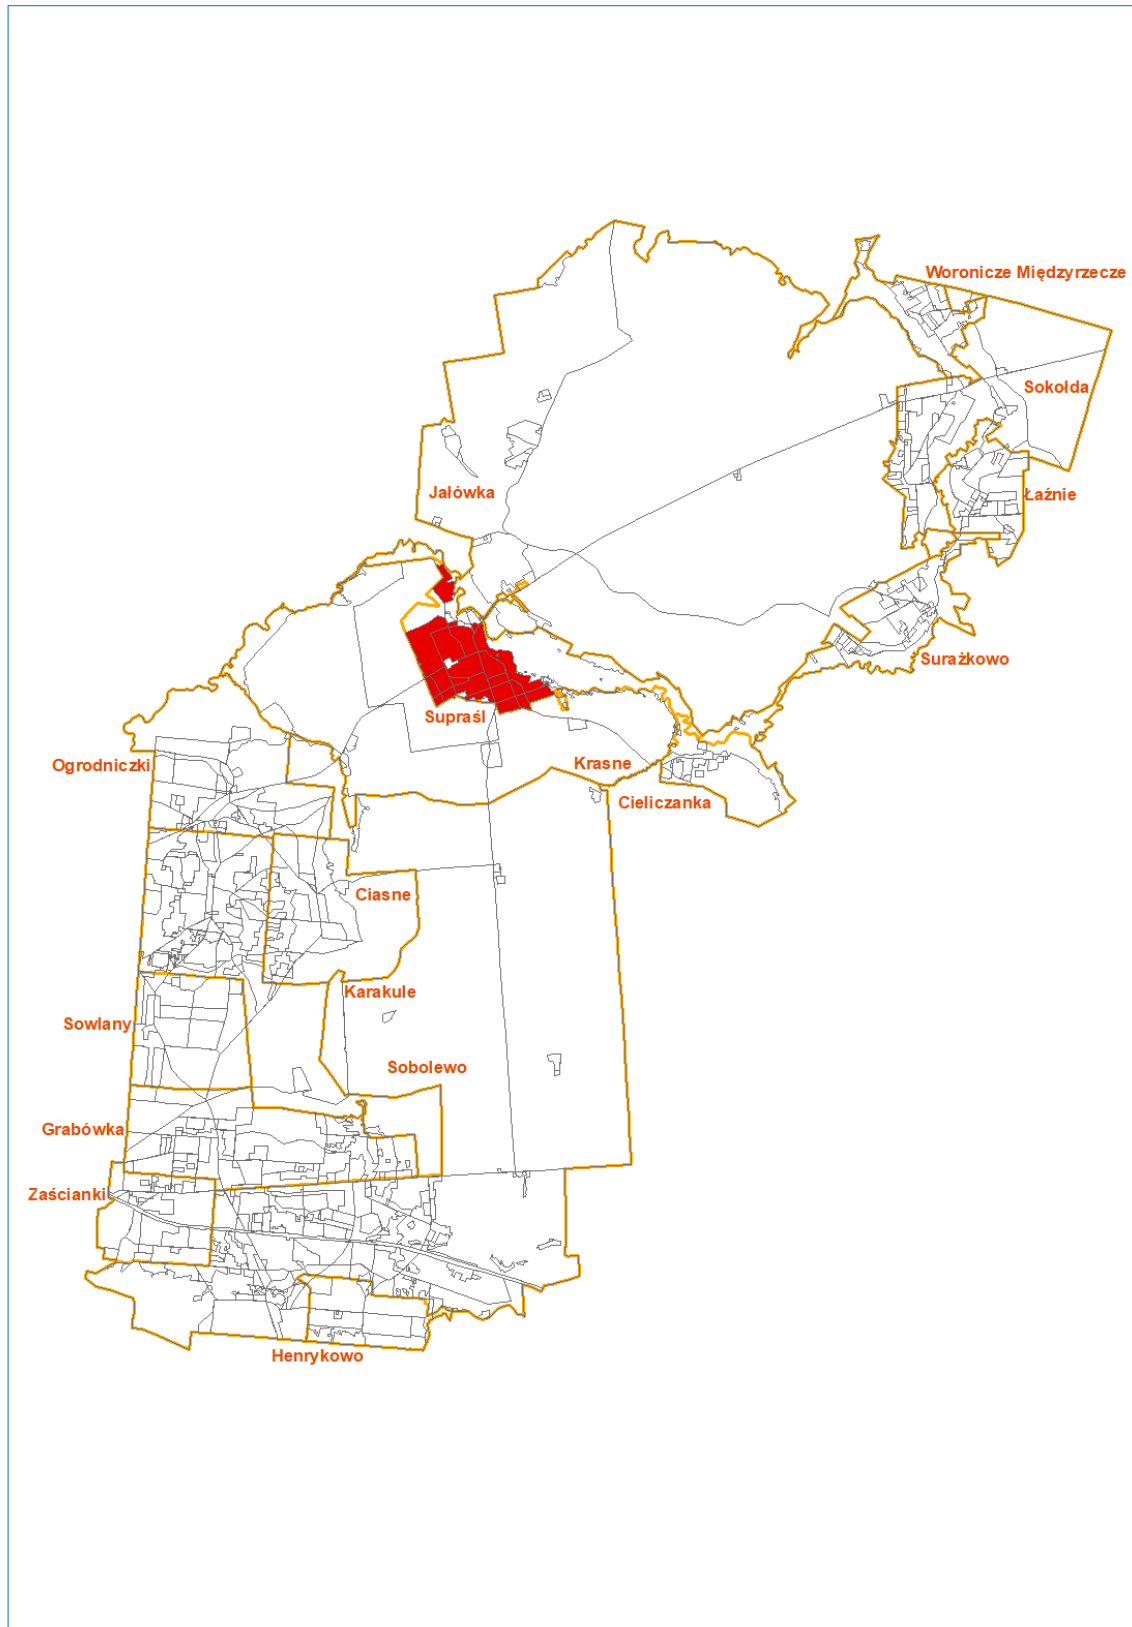 Woronicze Międzyrzecze
Sokołda
Jałówka
Łaźnie
Surażkowo
Supraśl
Ogrodniczki
Krasne
Cieliczanka
Ciasne
Karakule
Sowlany
Sobolewo
Grabówka
Zaścianki
Henrykowo